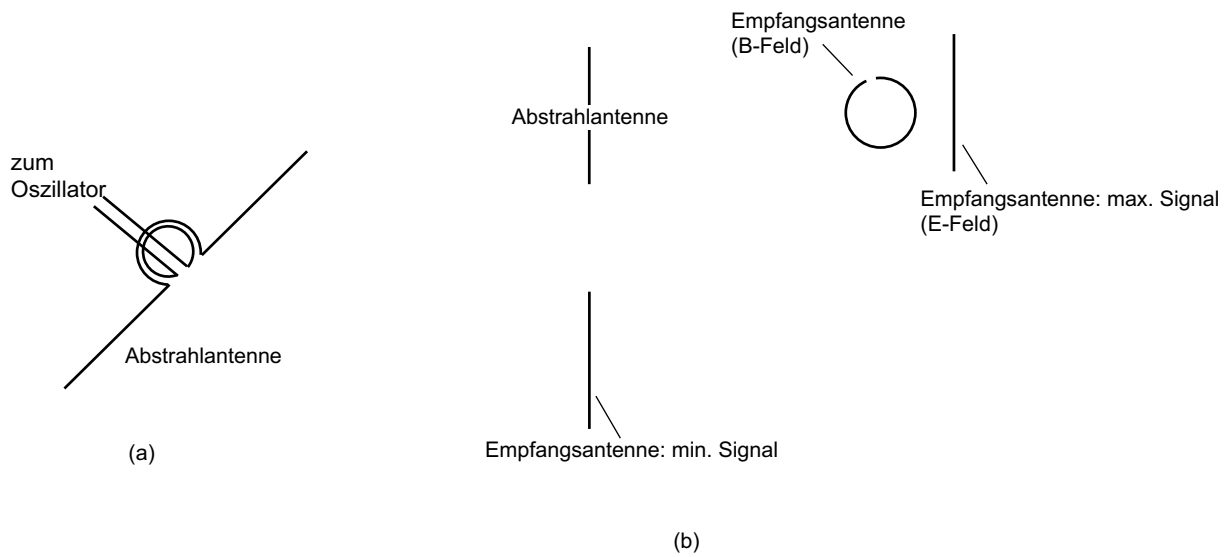 zum
Oszillator
Abstrahlantenne
(a)
Abstrahlantenne
Empfangsantenne
(B-Feld)
Empfangsantenne: max. Signal
(E-Feld)
Empfangsantenne: min. Signal
(b)